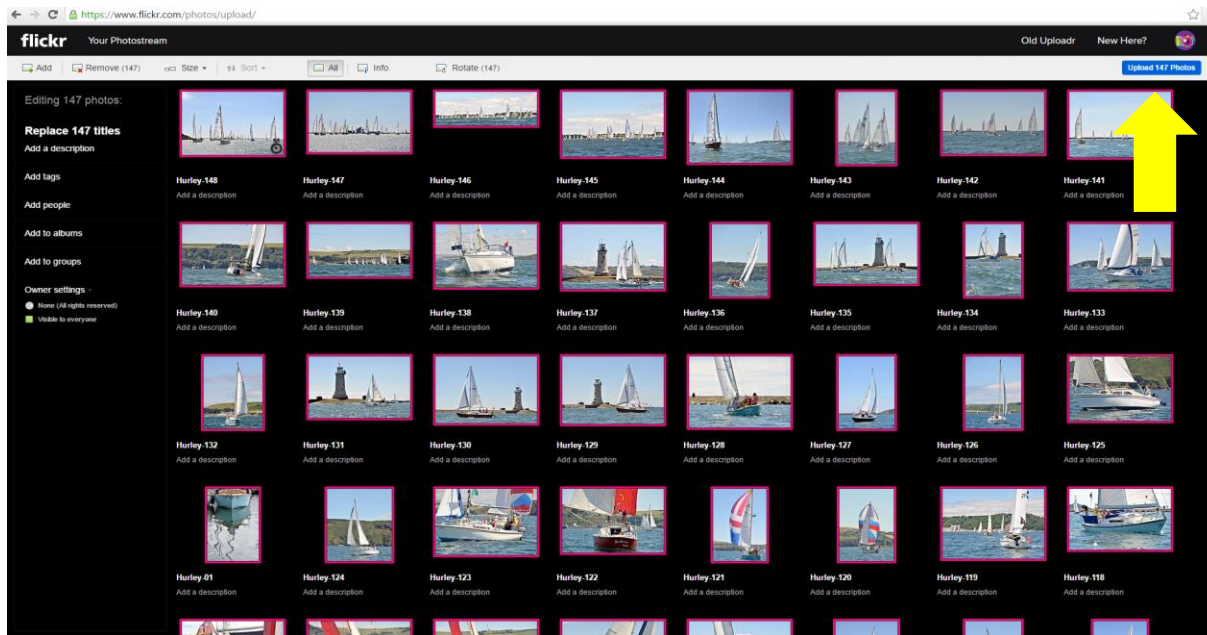 https://www.flickr.com/photos/upload/
flickr Your Photostream Old Uploadr New Here?
Add Remove (147) Size Sort All Info Rotate (147) Upload 147 Photos
Editing 147 photos:
Replace 147 titles
Add a description
Add tags
Add people
Add to albums
Add to groups
Owner settings -
None (All rights reserved)
Visible to everyone
Hurley-148 Hurley-147 Hurley-146 Hurley-145 Hurley-144 Hurley-143 Hurley-142 Hurley-141
Add a description Add a description Add a description Add a description Add a description Add a description Add a description Add a description
Hurley-140 Hurley-139 Hurley-138 Hurley-137 Hurley-136 Hurley-135 Hurley-134 Hurley-133
Add a description Add a description Add a description Add a description Add a description Add a description Add a description Add a description
Hurley-132 Hurley-131 Hurley-130 Hurley-129 Hurley-128 Hurley-127 Hurley-126 Hurley-125
Add a description Add a description Add a description Add a description Add a description Add a description Add a description Add a description
Hurley-01 Hurley-124 Hurley-123 Hurley-122 Hurley-121 Hurley-120 Hurley-119 Hurley-118
Add a description Add a description Add a description Add a description Add a description Add a description Add a description Add a description